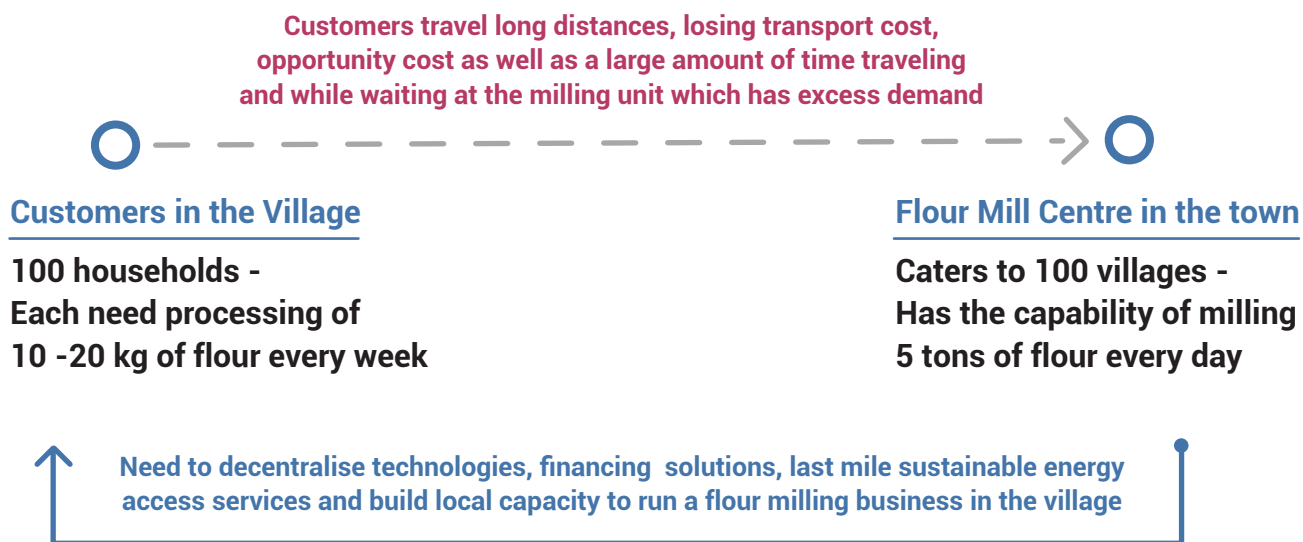 Customers travel long distances, losing transport cost,
opportunity cost as well as a large amount of time traveling
and while waiting at the milling unit which has excess demand
Customers in the Village
100 households -
Each need processing of
10 -20 kg of flour every week
Flour Mill Centre in the town
Caters to 100 villages -
Has the capability of milling
5 tons of flour every day
Need to decentralise technologies, financing solutions, last mile sustainable energy
access services and build local capacity to run a flour milling business in the village